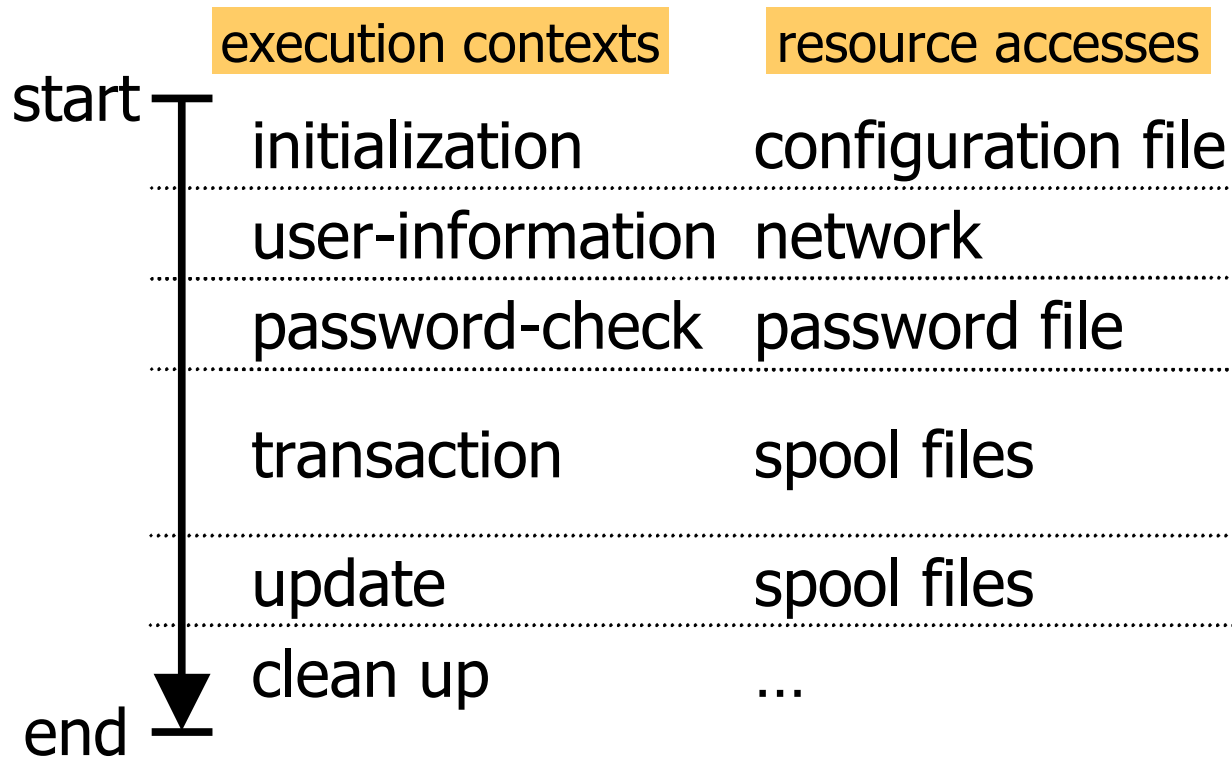 execution contexts resource accesses
start
initialization configuration file
user-information network
password-check password file
transaction spool files
update spool files
clean up ...
end